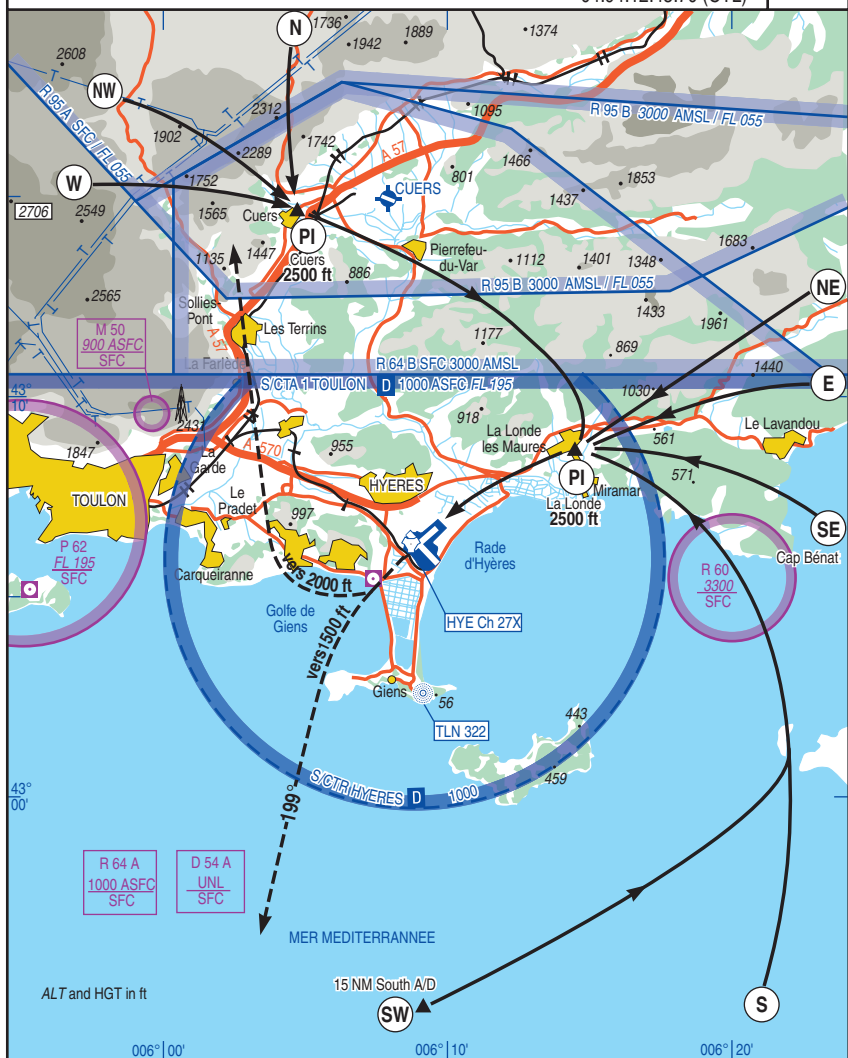 N
1736
1942
1889
1374
2608
NW
R 95 A SFC / FL 055
1902
2312
2289
1742
1095
R 95 B 3000 AMSL / FL 055
A 57
1466
801
1437
1853
W
1752
1565
CUERS
2706
2549
Cuers
PI
Cuers
2500 ft
1447
1135
886
Pierrefeu-
du-Var
1112
1401
1348
1683
R 95 B 3000 AMSL / FL 055
NE
2565
Sollies-
Pont
1433
1961
M 50
900 ASFC
SFC
A 57
Les Terrins
1177
869
La Farlède
R 64 B SFC 3000 AMSL
1440
S/CTA 1 TOULON D 1000 ASFC FL 195
E
43°
10'
1030
2431
918
La Londe
les Maures
Le Lavandou
561
1847
La
Garde
A 570
955
571
TOULON
HYERES
PI
Miramar
La Londe
2500 ft
Le
Pradet
997
SE
Cap Bénat
P 62
FL 195
SFC
Carqueiranne
vers 2000 ft
Rade
d'Hyères
R 60
3300
SFC
Golfe de
Giens
HYE Ch 27X
vers1500 ft
Giens
56
TLN 322
443
459
43°
00'
S/CTR HYERES D 1000
199°
R 64 A
1000 ASFC
SFC
D 54 A
UNL
SFC
MER MEDITERRANNEE
ALT and HGT in ft
15 NM South A/D
SW
S
006° 00'
006° 10'
006° 20'